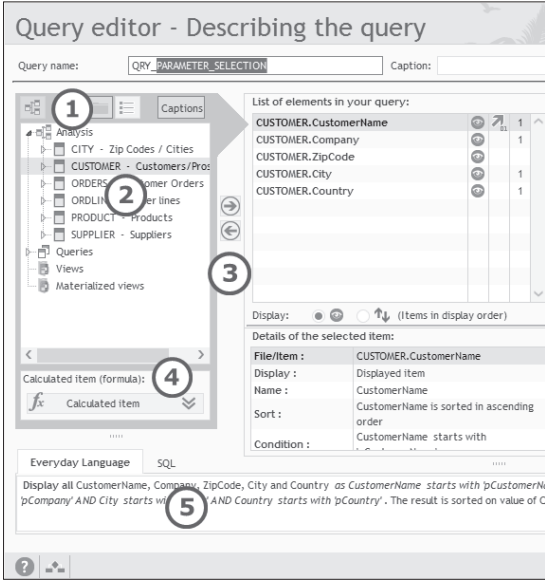 Query editor - Describing the query
Query name: QRY_PARAMETER_SELECTION Caption:
1 Captions
Analysis
CITY - Zip Codes / Cities
CUSTOMER - Customers/Pros
ORDERS omer Orders
ORDLIN er lines
2
PRODUCT Products
SUPPLIER - Suppliers
Queries
Views
Materialized views
3
Calculated item (formula): 4
fx Calculated item
List of elements in your query:
CUSTOMER.CustomerName 01 1
CUSTOMER.Company 1
CUSTOMER.ZipCode
CUSTOMER.City 1
CUSTOMER.Country 1
Display: (Items in display order)
Details of the selected item:
File/Item : CUSTOMER.CustomerName
Display : Displayed item
Name : CustomerName
Sort : CustomerName is sorted in ascending
order
Condition : CustomerName starts with
Everyday Language SQL
Display all CustomerName, Company, ZipCode, City and Country as CustomerName starts with 'pCustomerNa
'pCompany' AND City starts wi ' AND Country starts with 'pCountry' . The result is sorted on value of C
5
?